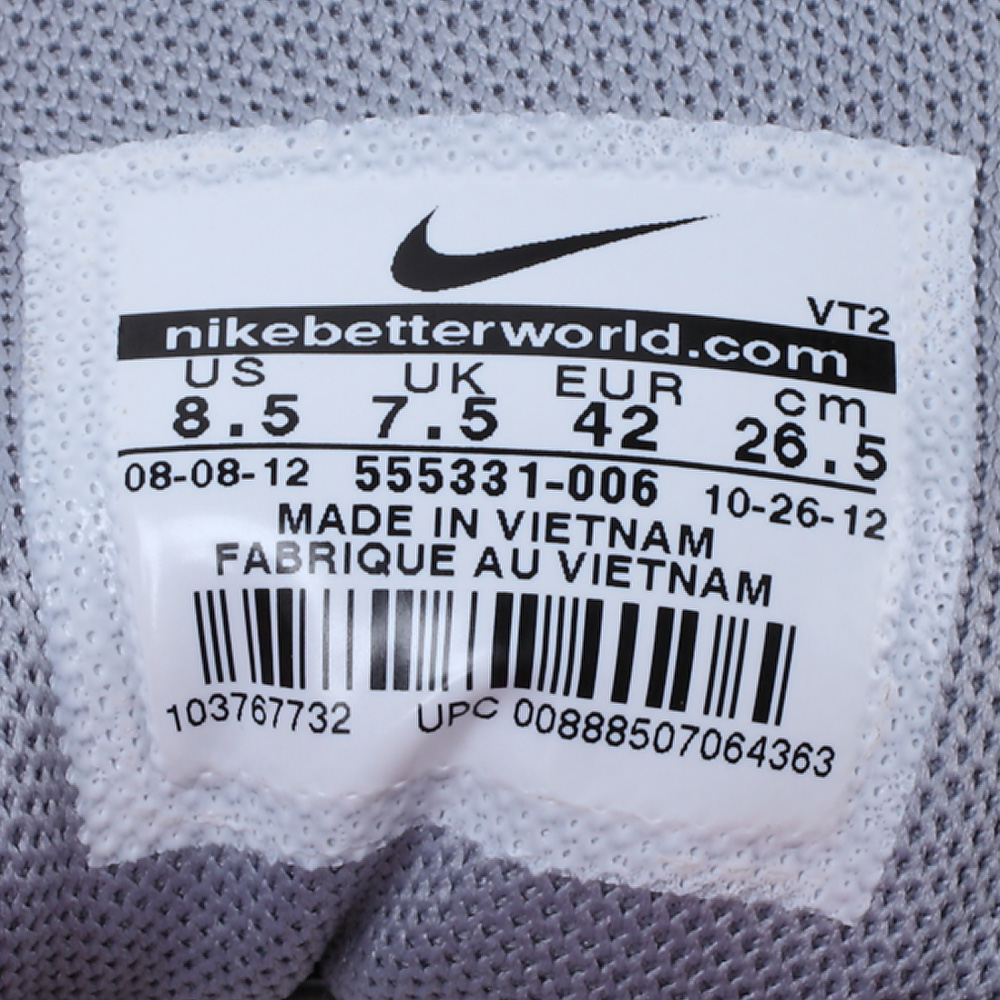 VT2
nikebetterworld.com
US UK EUR cm
8.5 7.5 42 26.5
08-08-12 555331-006 10-26-12
MADE IN VIETNAM
FABRIQUE AU VIETNAM
103767732 UPC 00888507064363